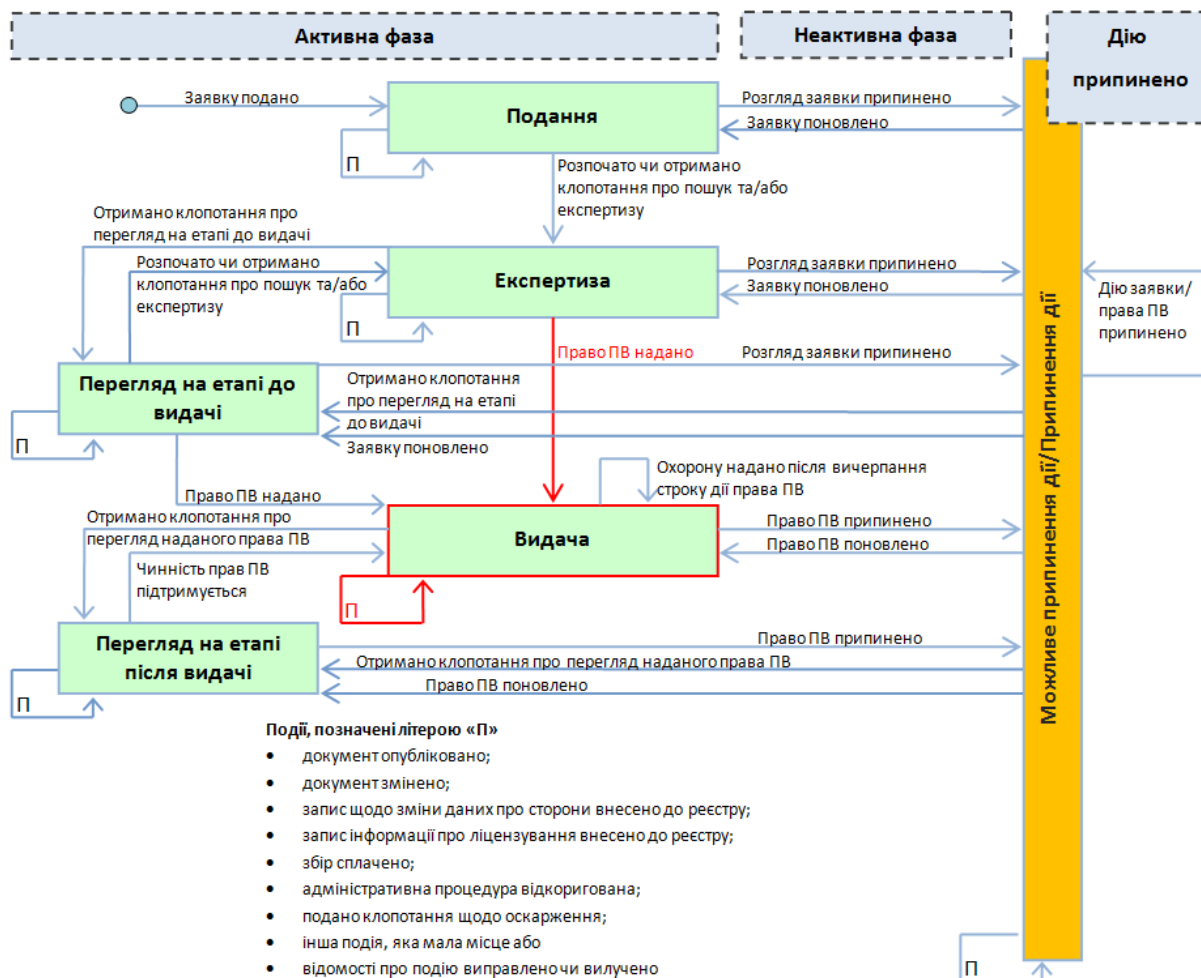 Активна фаза
Неактивна фаза
Дію
припинено
Заявку подано
Подання
Розгляд заявки припинено
Заявку поновлено
П
Розпочато чи отримано
клопотання про пошук та/або
експертизу
Отримано клопотання про
перегляд на етапі до видачі
Розпочато чи отримано
клопотання про пошук та/або
експертизу
Експертиза
Розгляд заявки припинено
Заявку поновлено
П
Дію заявки/
права ПВ
припинено
Право ПВ надано
Розгляд заявки припинено
Перегляд на етапі до
видачі
Отримано клопотання
про перегляд на етапі
до видачі
Заявку поновлено
П
Можливе припинення дії/Припинення дії
Право ПВ надано
Охорону надано після вичерпання
строку дії права ПВ
Отримано клопотання про
перегляд наданого права ПВ
Видача
Право ПВ припинено
Право ПВ поновлено
Чинність прав ПВ
підтримується
П
Перегляд на етапі
після видачі
Право ПВ припинено
Отримано клопотання про перегляд наданого права ПВ
Право ПВ поновлено
П
Події, позначені літерою «П»
• документ опубліковано;
• документ змінено;
• запис щодо зміни даних про сторони внесено до реєстру;
• запис інформації про ліцензування внесено до реєстру;
• збір сплачено;
• адміністративна процедура відкоригована;
• подано клопотання щодо оскарження;
• інша подія, яка мала місце або
• відомості про подію виправлено чи вилучено
П